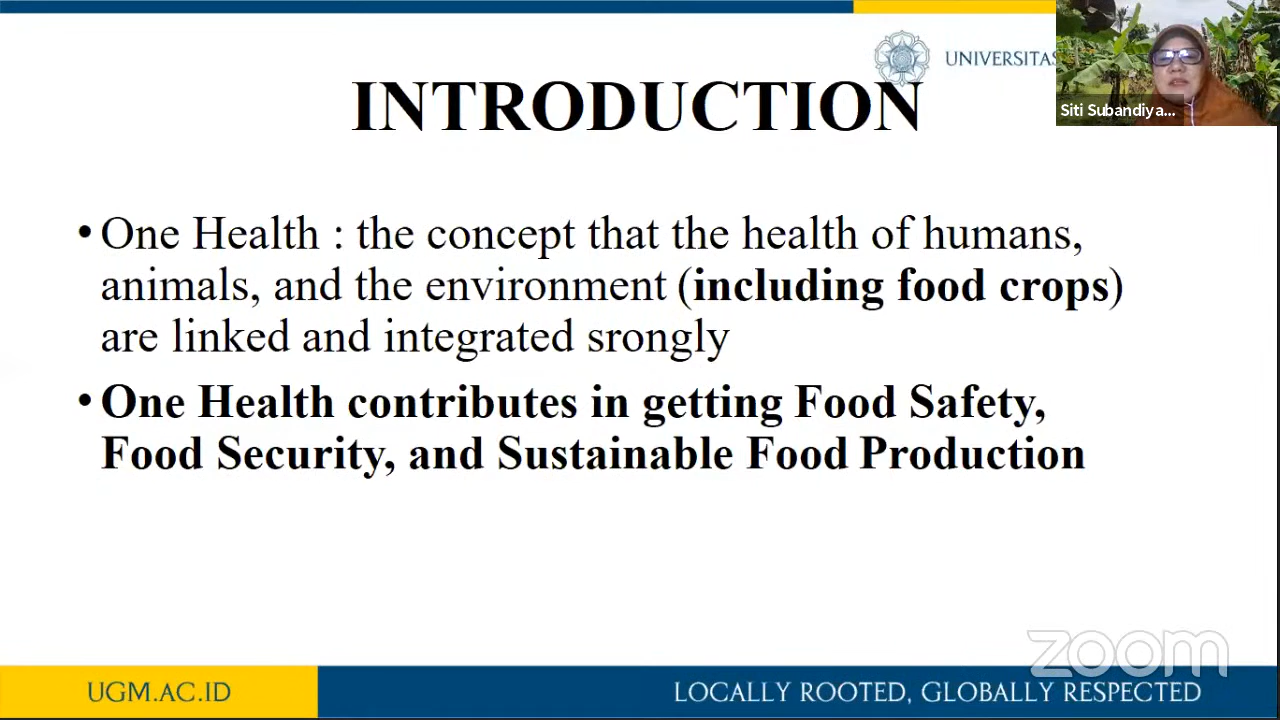 UNIVERSITAS
Siti Subandiya...
INTRODUCTION
• One Health : the concept that the health of humans,
animals, and the environment (including food crops)
are linked and integrated srongly
• One Health contributes in getting Food Safety,
Food Security, and Sustainable Food Production
zoom
UGM.AC.ID
LOCALLY ROOTED, GLOBALLY RESPECTED